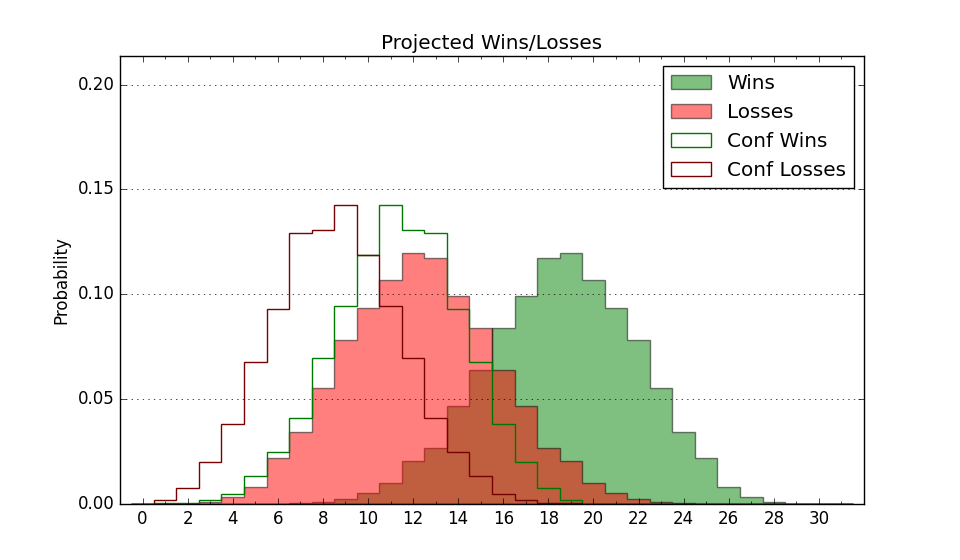 Projected Wins/Losses
Wins
Losses
Conf Wins
Conf Losses
Probability
0.20
0.15
0.10
0.05
0.00
0 2 4 6 8 10 12 14 16 18 20 22 24 26 28 30